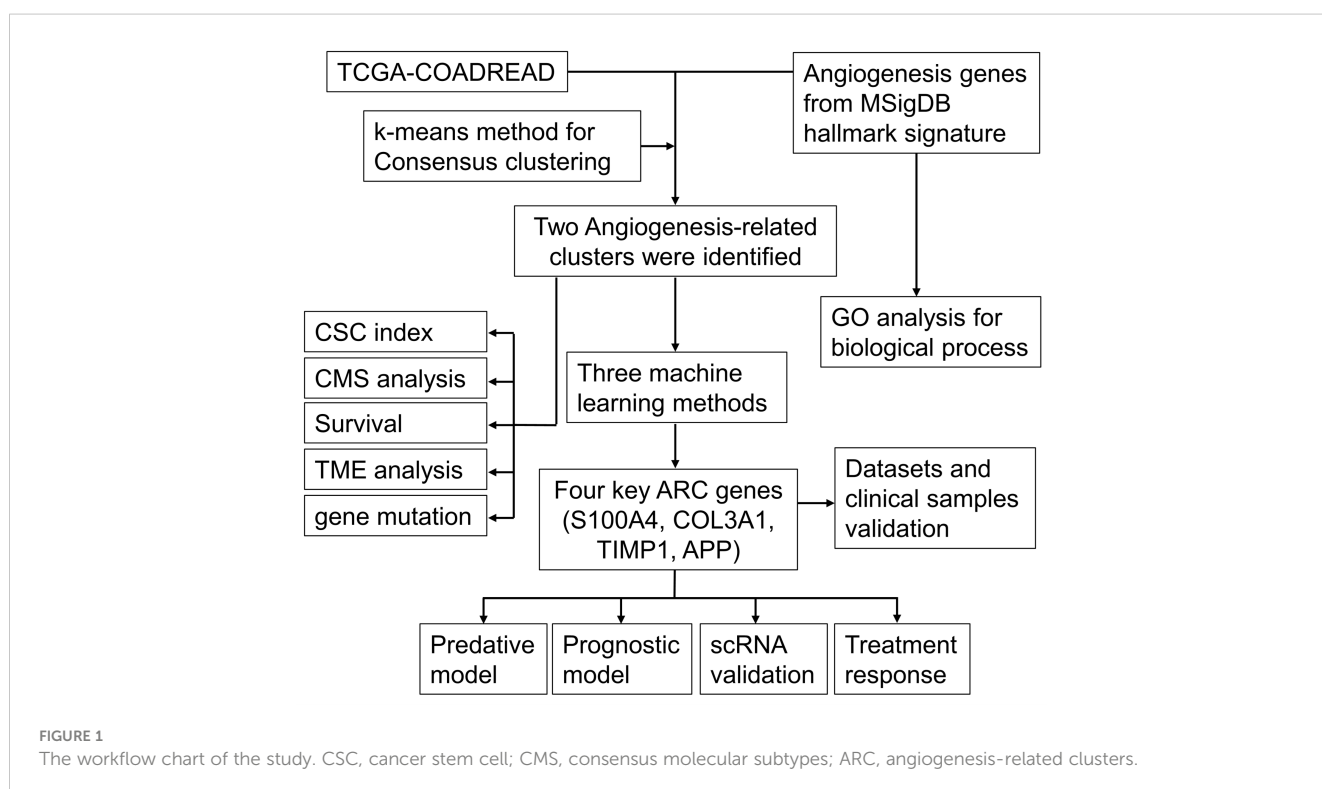 TCGA-COADREAD
Angiogenesis genes
from MSigDB
hallmark signature
k-means method for
Consensus clustering
Two Angiogenesis-related
clusters were identified
GO analysis for
biological process
CSC index
CMS analysis
Survival
TME analysis
gene mutation
Three machine
learning methods
Four key ARC genes
(S100A4, COL3A1,
TIMP1, APP)
Datasets and
clinical samples
validation
Predative
model
Prognostic
model
scRNA
validation
Treatment
response
FIGURE 1
The workflow chart of the study. CSC, cancer stem cell; CMS, consensus molecular subtypes; ARC, angiogenesis-related clusters.